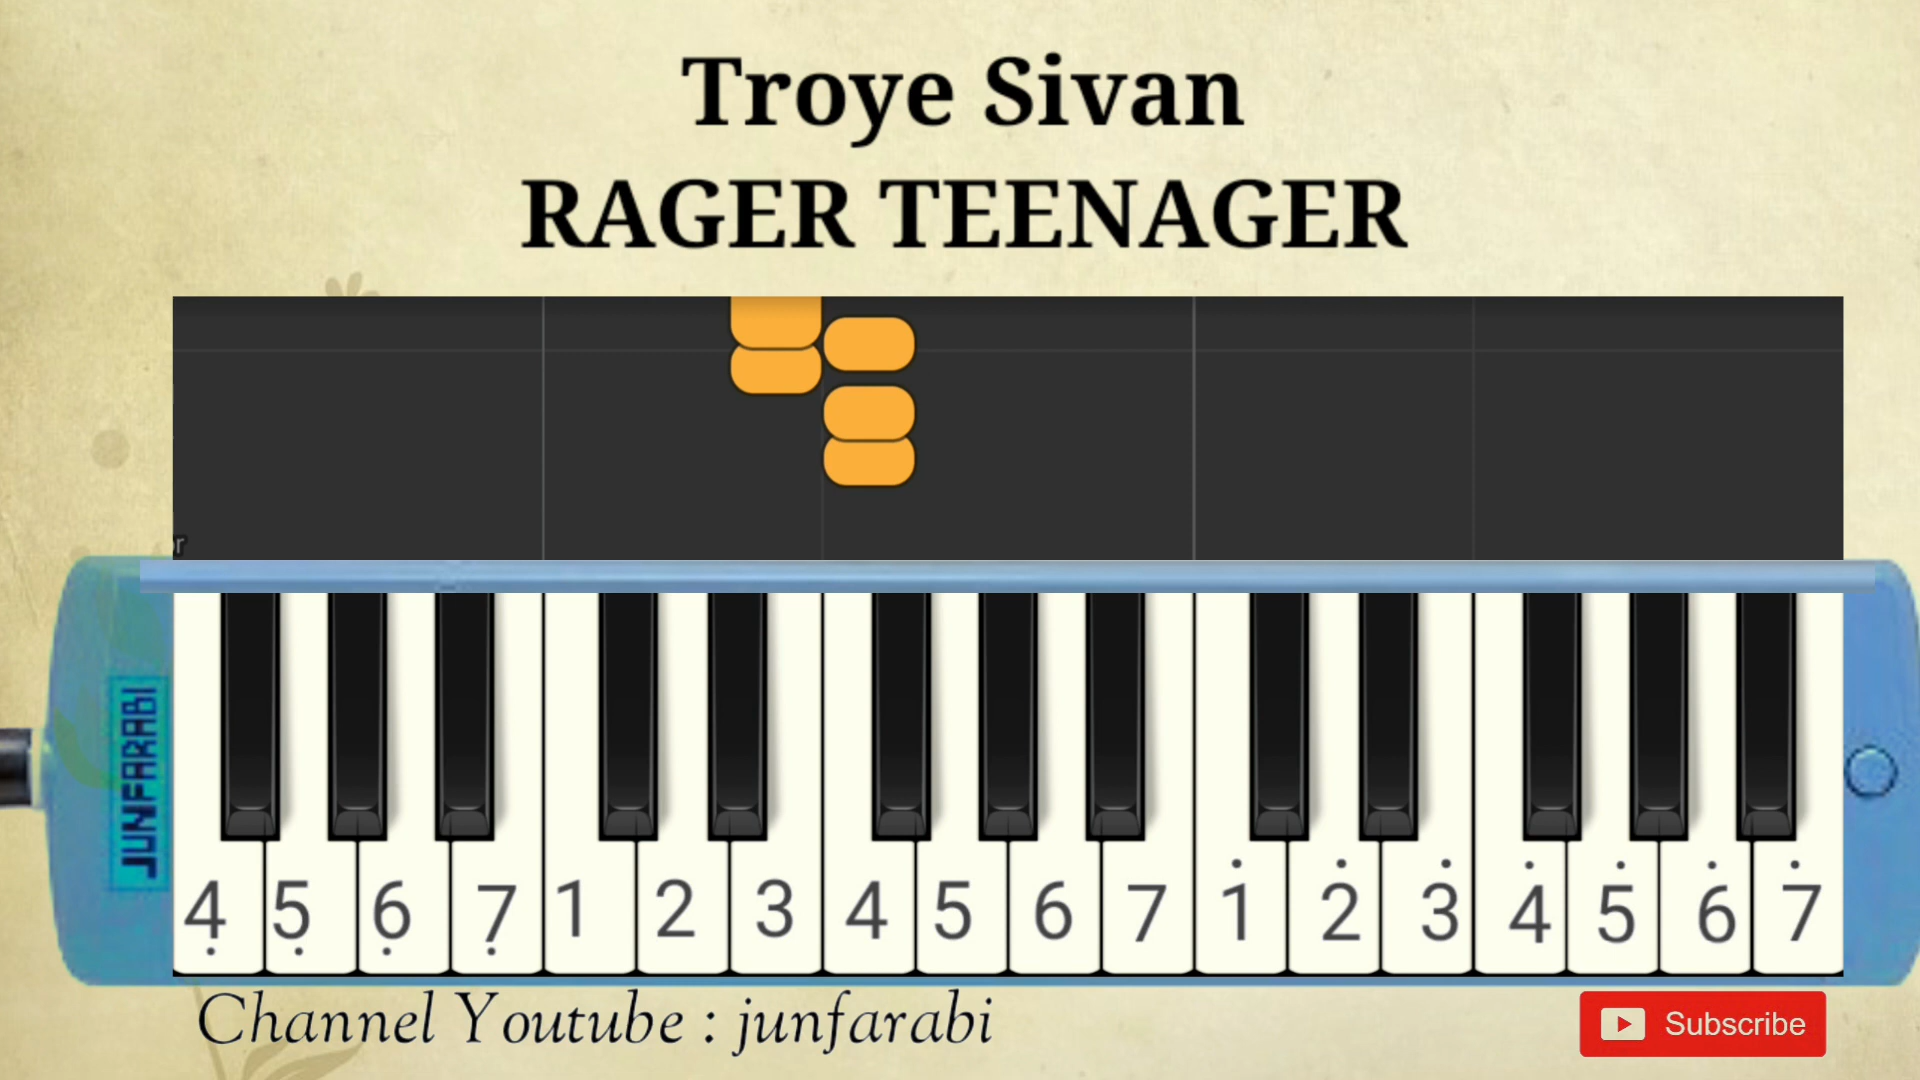 Troye Sivan
RAGER TEENAGER
r
JUNFARABI
4̣ 5̣ 6̣ 7̣ 1 2 3 4 5 6 7 1̇ 2̇ 3̇ 4̇ 5̇ 6̇ 7̇
Channel Youtube : junfarabi
Subscribe